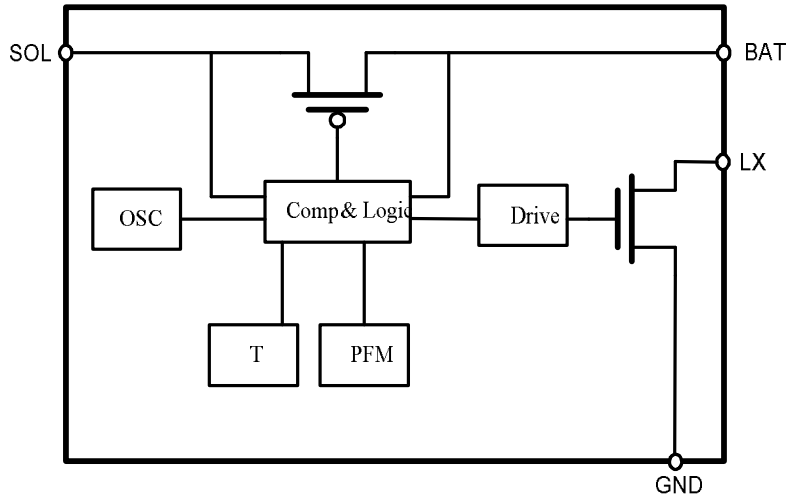 SOL
BAT
LX
OSC
Comp& Logic
Drive
T
PFM
GND